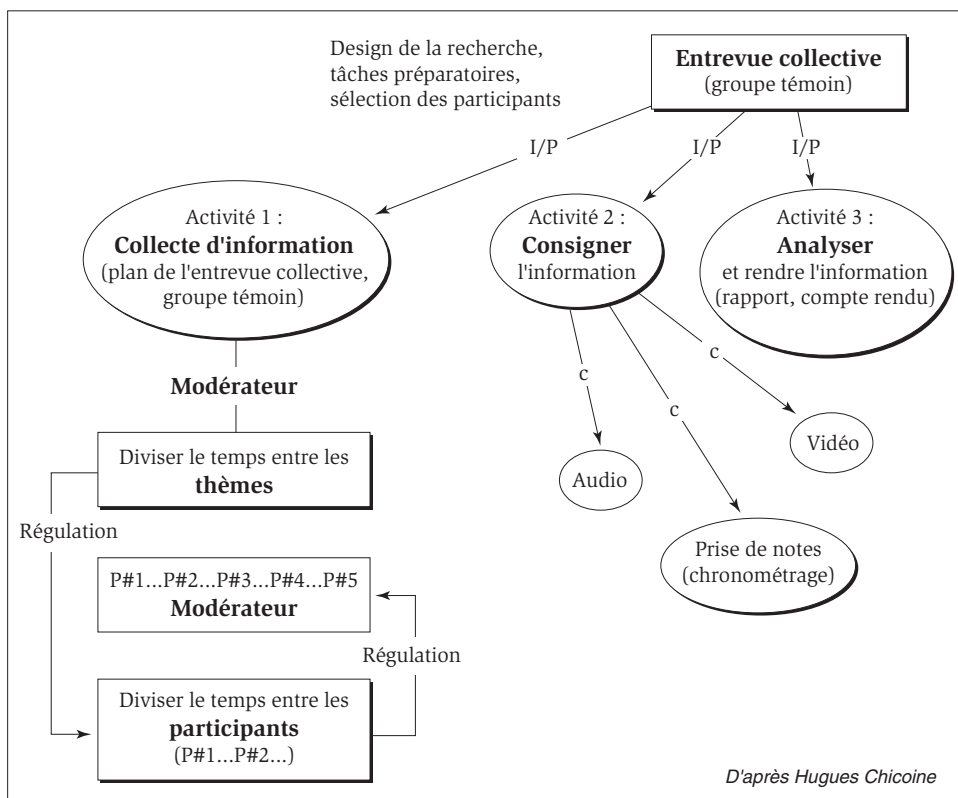 Design de la recherche,
tâches préparatoires,
sélection des participants
Entrevue collective
(groupe témoin)
I/P
I/P
I/P
Activité 1 :
Collecte d'information
(plan de l'entrevue collective,
groupe témoin)
Activité 2 :
Consigner
l'information
Activité 3 :
Analyser
et rendre l'information
(rapport, compte rendu)
c
c
c
Modérateur
Diviser le temps entre les
thèmes
Audio
Vidéo
Régulation
Prise de notes
(chronométrage)
P#1...P#2...P#3...P#4...P#5
Modérateur
Régulation
Diviser le temps entre les
participants
(P#1...P#2...)
D'après Hugues Chicoine